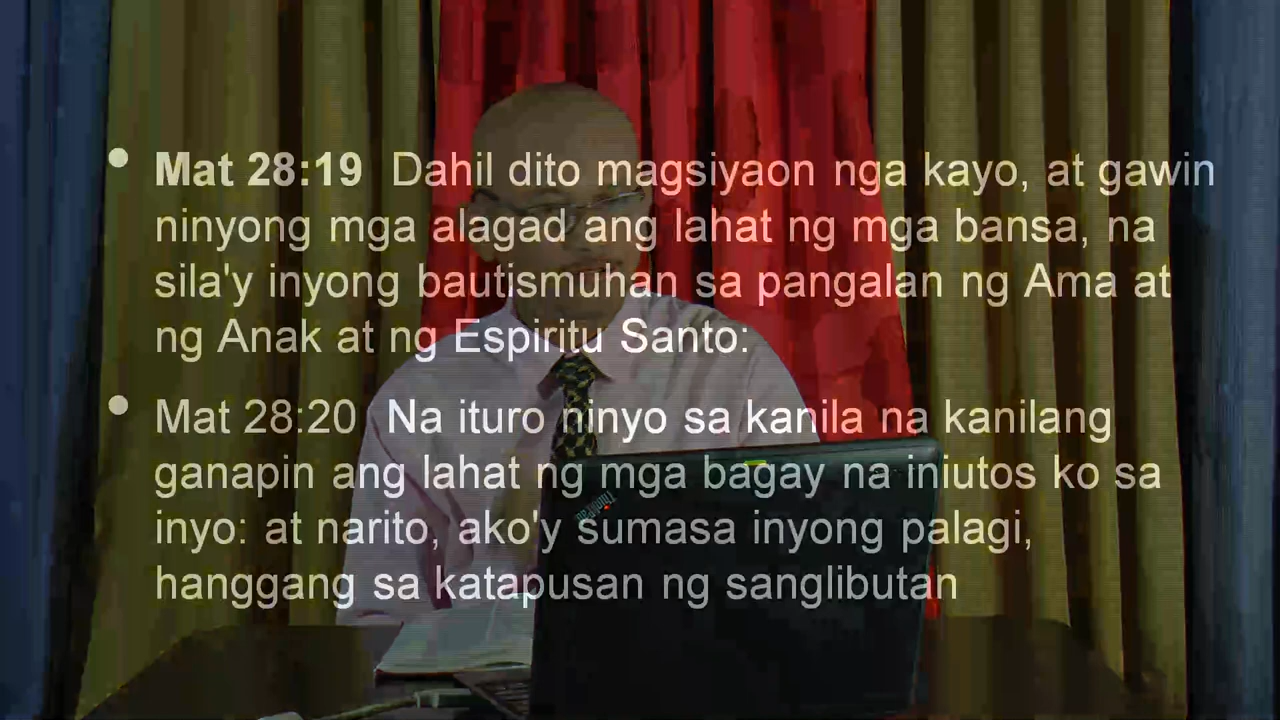 • Mat 28:19 Dahil dito magsiyaon nga kayo, at gawin
ninyong mga alagad ang lahat ng mga bansa, na
sila'y inyong bautismuhan sa pangalan ng Ama at
ng Anak at ng Espiritu Santo:
• Mat 28:20 Na ituro ninyo sa kanila na kanilang
ganapin ang lahat ng mga bagay na iniutos ko sa
inyo: at narito, ako'y sumasa inyong palagi,
hanggang sa katapusan ng sanglibutan
ThinkPad